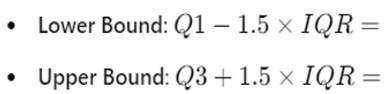 • Lower Bound: Q1 − 1.5 × IQR =
• Upper Bound: Q3 + 1.5 × IQR =